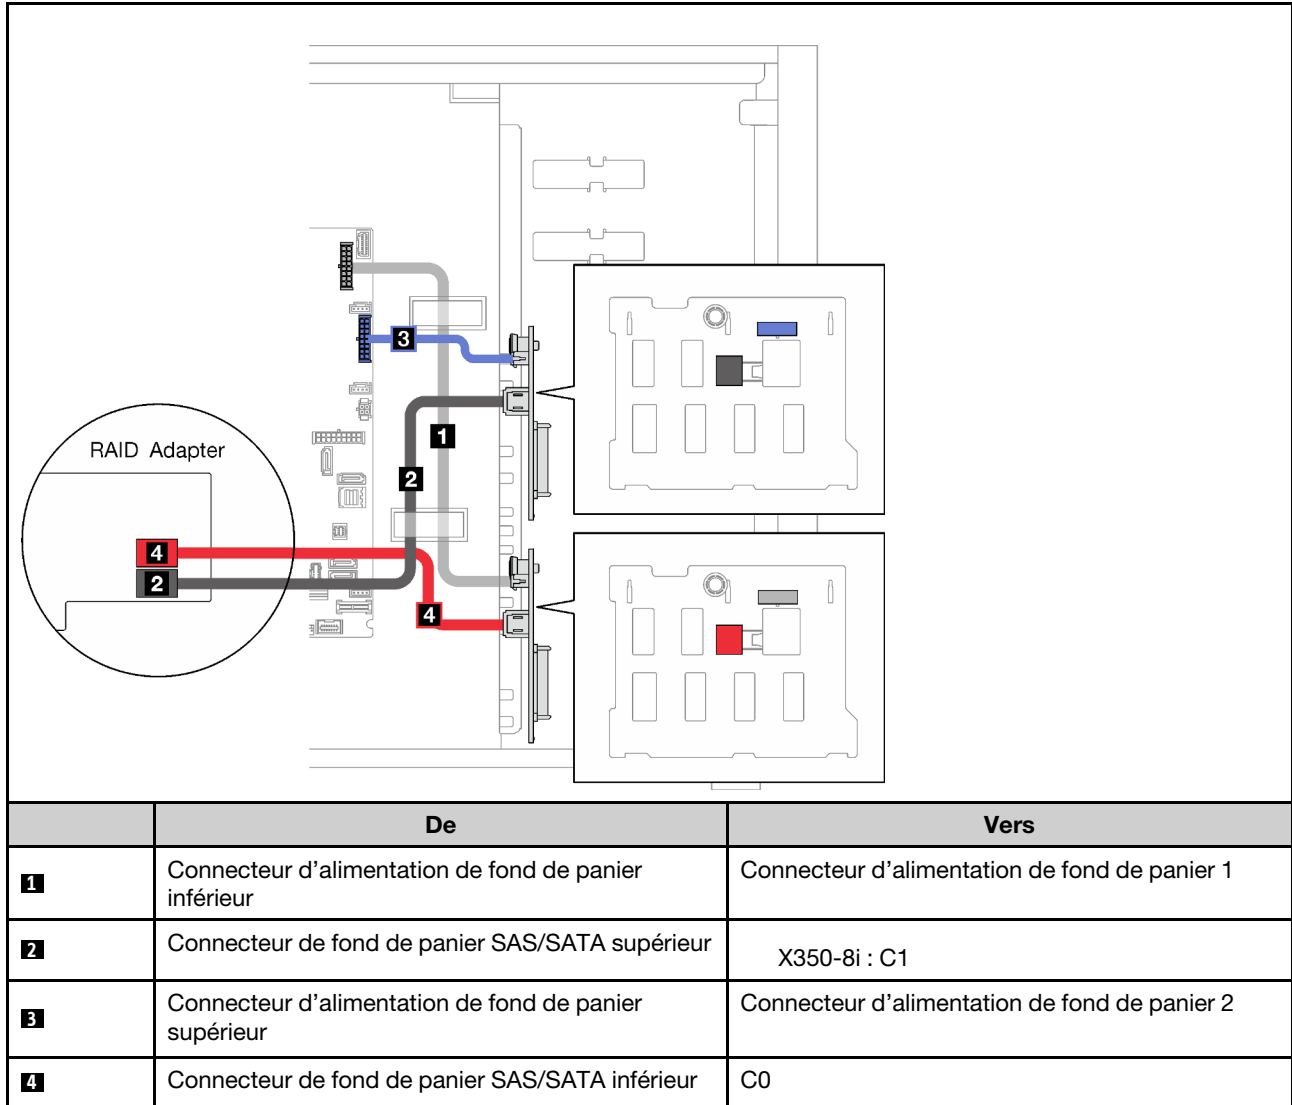 3
1
2
RAID Adapter
4
2
4
De
Vers
1
Connecteur d’alimentation de fond de panier
inférieur
Connecteur d’alimentation de fond de panier 1
2
Connecteur de fond de panier SAS/SATA supérieur
X350-8i : C1
3
Connecteur d’alimentation de fond de panier
supérieur
Connecteur d’alimentation de fond de panier 2
4
Connecteur de fond de panier SAS/SATA inférieur
C0